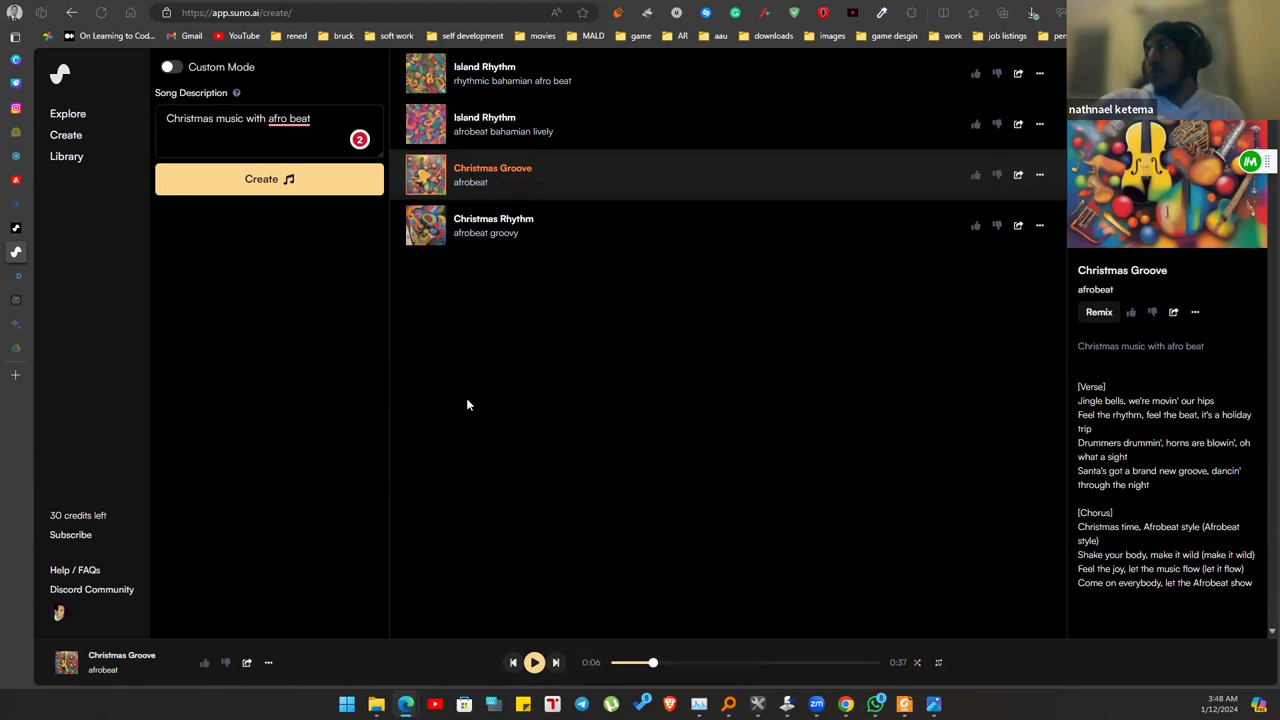 https://app.suno.ai/create/
On Learning to Cod...
Gmail
YouTube
rened
bruck
soft work
self development
movies
MALD
game
AR
aau
downloads
images
game desgin
work
job listings
per
Custom Mode
Song Description
Christmas music with afro beat
2
Create
Explore
Create
Library
30 credits left
Subscribe
Help / FAQs
Discord Community
Island Rhythm
rhythmic bahamian afro beat
Island Rhythm
afrobeat bahamian lively
Christmas Groove
afrobeat
Christmas Rhythm
afrobeat groovy
nathnael ketema
Christmas Groove
afrobeat
Remix
Christmas music with afro beat
[Verse]
Jingle bells, we're movin' our hips
Feel the rhythm, feel the beat, it's a holiday
trip
Drummers drummin', horns are blowin', oh
what a sight
Santa's got a brand new groove, dancin'
through the night
[Chorus]
Christmas time, Afrobeat style (Afrobeat
style)
Shake your body, make it wild (make it wild)
Feel the joy, let the music flow (let it flow)
Come on everybody, let the Afrobeat show
Christmas Groove
afrobeat
0:06
0:37
3:48 AM
1/12/2024